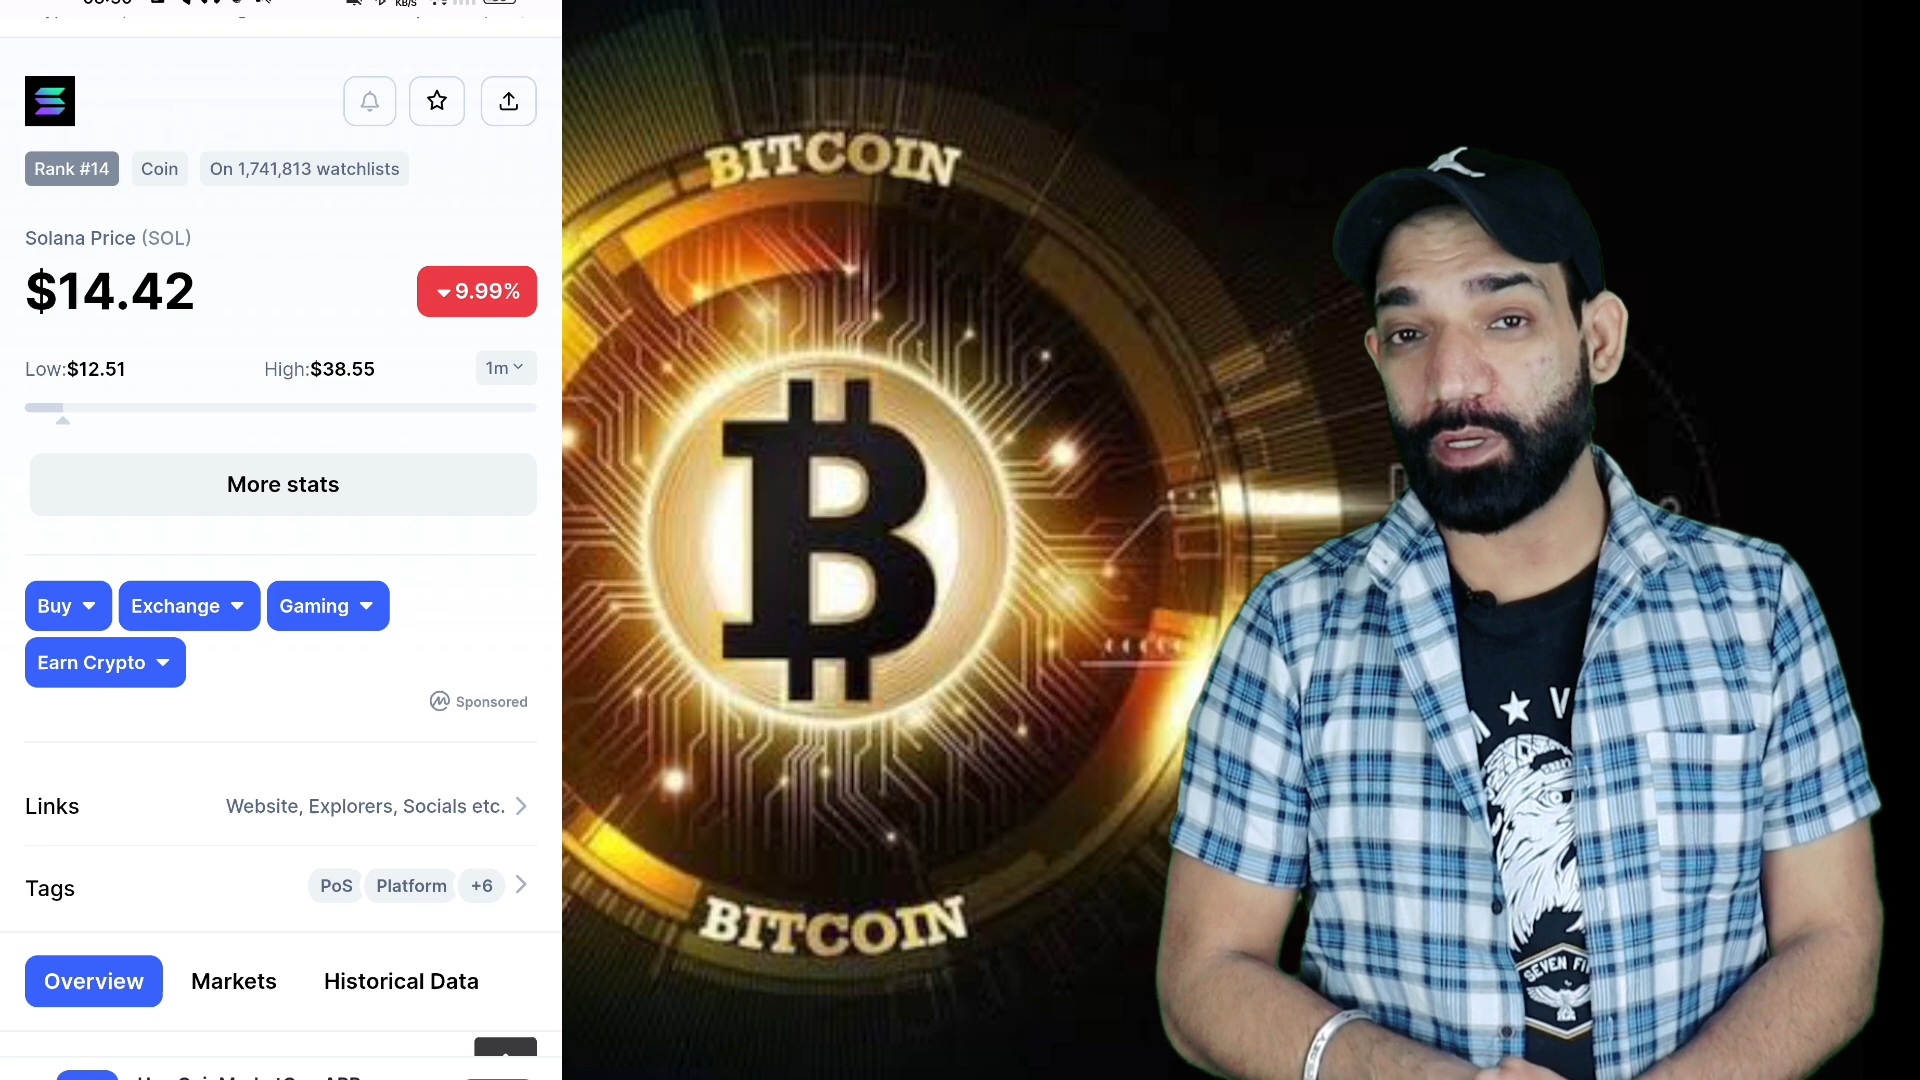 KB/S
Rank #14
Coin
On 1,741,813 watchlists
Solana Price (SOL)
$14.42
9.99%
Low:$12.51
High:$38.55
1m
More stats
Buy
Exchange
Gaming
Earn Crypto
Sponsored
Links
Website, Explorers, Socials etc.
Tags
PoS
Platform
+6
Overview
Markets
Historical Data
BITCOIN
B
BITCOIN
V
SEVEN FI